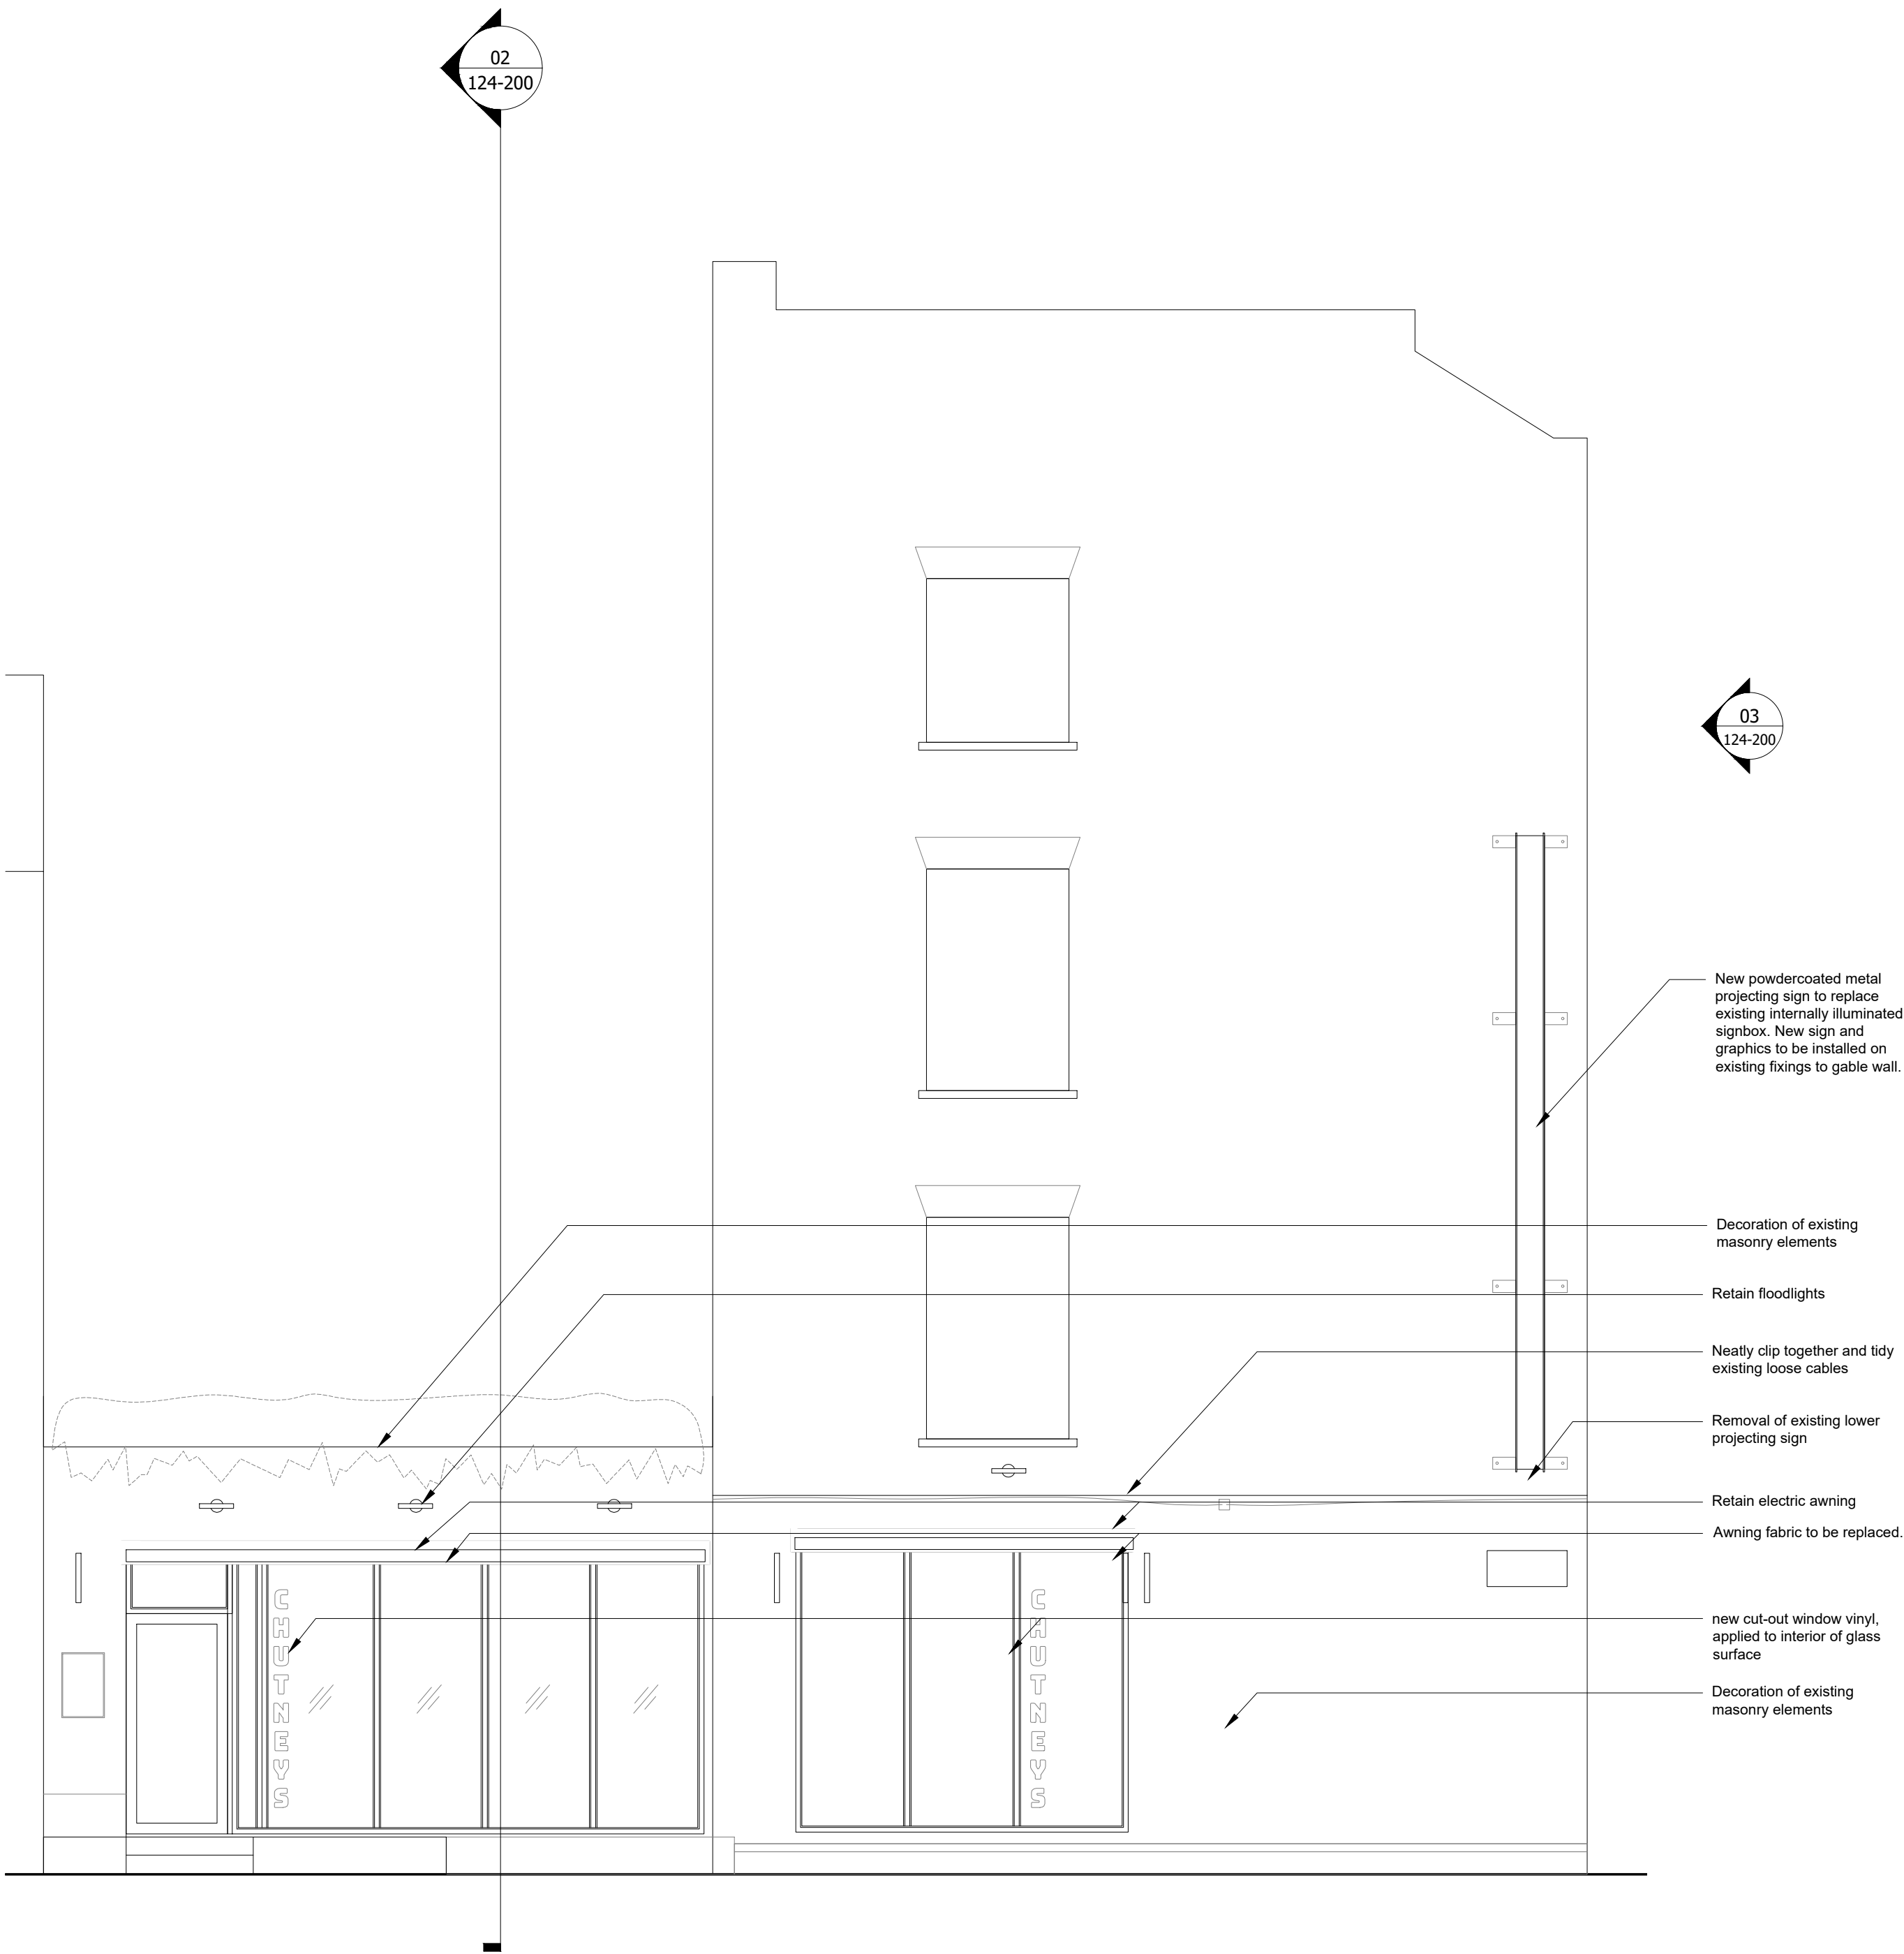 02
124-200
03
124-200
New powdercoated metal
projecting sign to replace
existing internally illuminated
signbox. New sign and
graphics to be installed on
existing fixings to gable wall.
Decoration of existing
masonry elements
Retain floodlights
Neatly clip together and tidy
existing loose cables
Removal of existing lower
projecting sign
Retain electric awning
Awning fabric to be replaced.
new cut-out window vinyl,
applied to interior of glass
surface
Decoration of existing
masonry elements
CHUTNEYS
CHUTNEYS